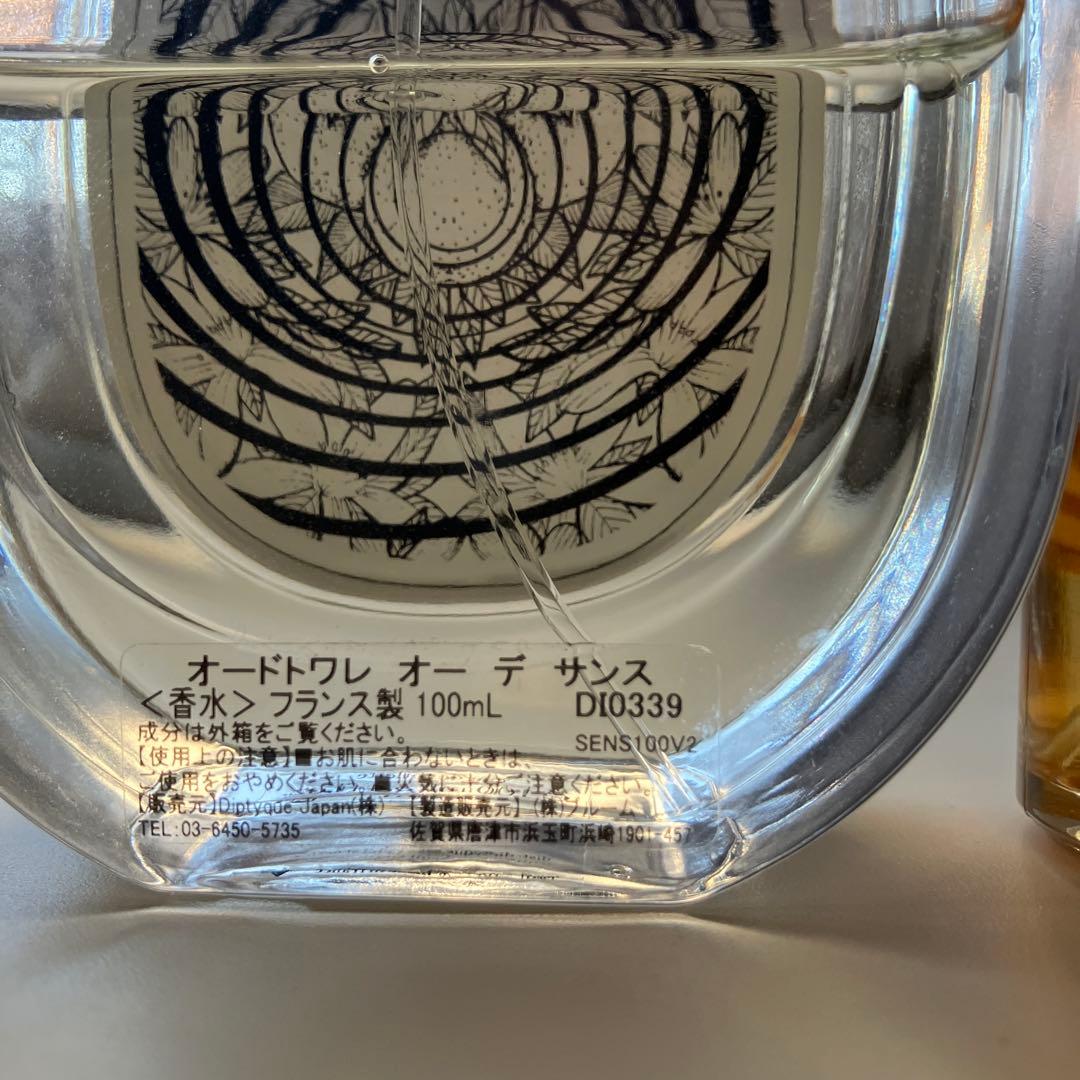 オードトワレ オー デ サンス
＜香水＞ フランス製 100mL DI0339
成分は外箱をご覧ください。 SENS100V2
【使用上の注意】■お肌に合わないときは、
ご使用をおやめください。■火気に十分ご注意ください。
【販売元】Diptyque Japan(株) 【製造販売元】(株)ブルーム
TEL:03-6450-5735 佐賀県唐津市浜玉町浜崎1901-457